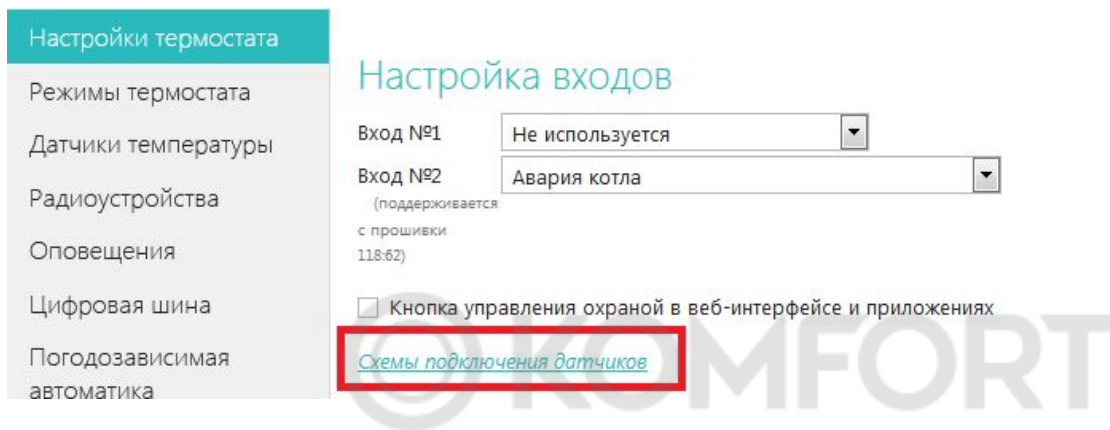 Настройки термостата
Режимы термостата
Датчики температуры
Радиоустройства
Оповещения
Цифровая шина
Погодозависимая
автоматика
Настройка входов
Вход №1 Не используется
Вход №2 Авария котла
(поддерживается
с прошивки
118:62)
Кнопка управления охраной в веб-интерфейсе и приложениях
Схемы подключения датчиков
KOMFORT